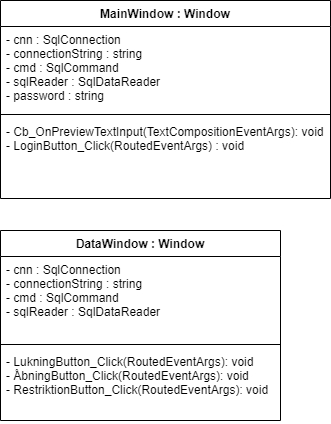 MainWindow : Window
- cnn : SqlConnection
- connectionString : string
- cmd : SqlCommand
- sqlReader : SqlDataReader
- password : string
- Cb_OnPreviewTextInput(TextCompositionEventArgs): void
- LoginButton_Click(RoutedEventArgs) : void
DataWindow : Window
- cnn : SqlConnection
- connectionString : string
- cmd : SqlCommand
- sqlReader : SqlDataReader
- LukningButton_Click(RoutedEventArgs): void
- ÅbningButton_Click(RoutedEventArgs): void
- RestriktionButton_Click(RoutedEventArgs): void